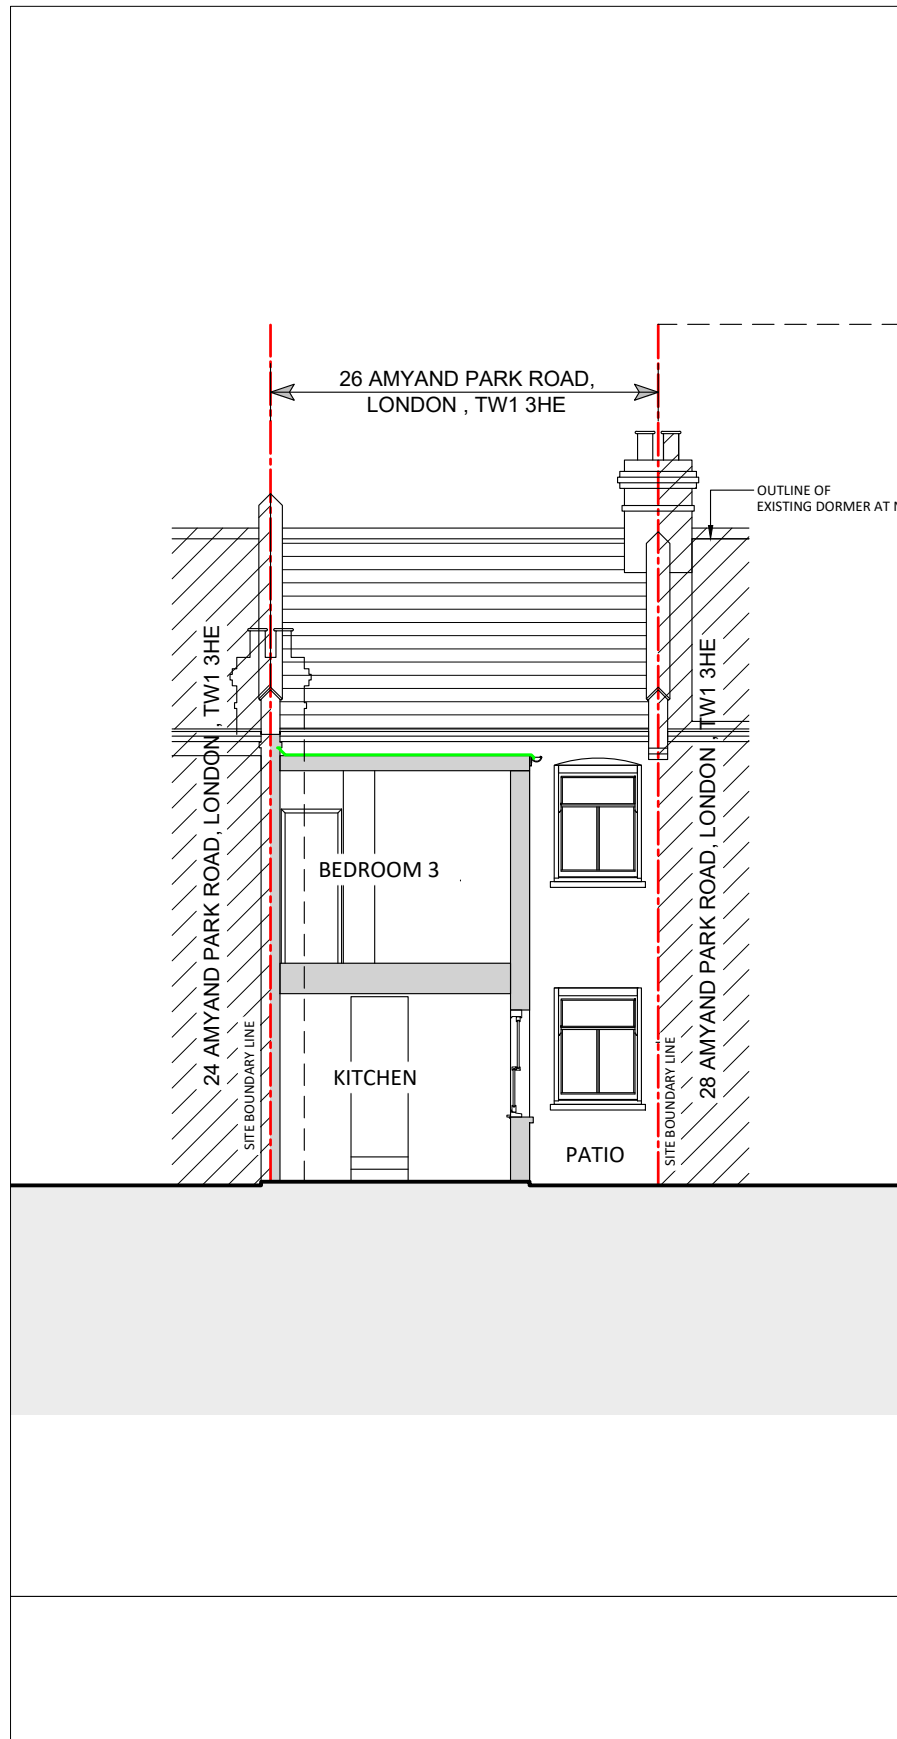 26 AMYAND PARK ROAD,
LONDON , TW1 3HE
OUTLINE OF
EXISTING DORMER AT
24 AMYAND PARK ROAD, LONDON , TW1 3HE
28 AMYAND PARK ROAD, LONDON , TW1 3HE
BEDROOM 3
SITE BOUNDARY LINE
KITCHEN
SITE BOUNDARY LINE
PATIO